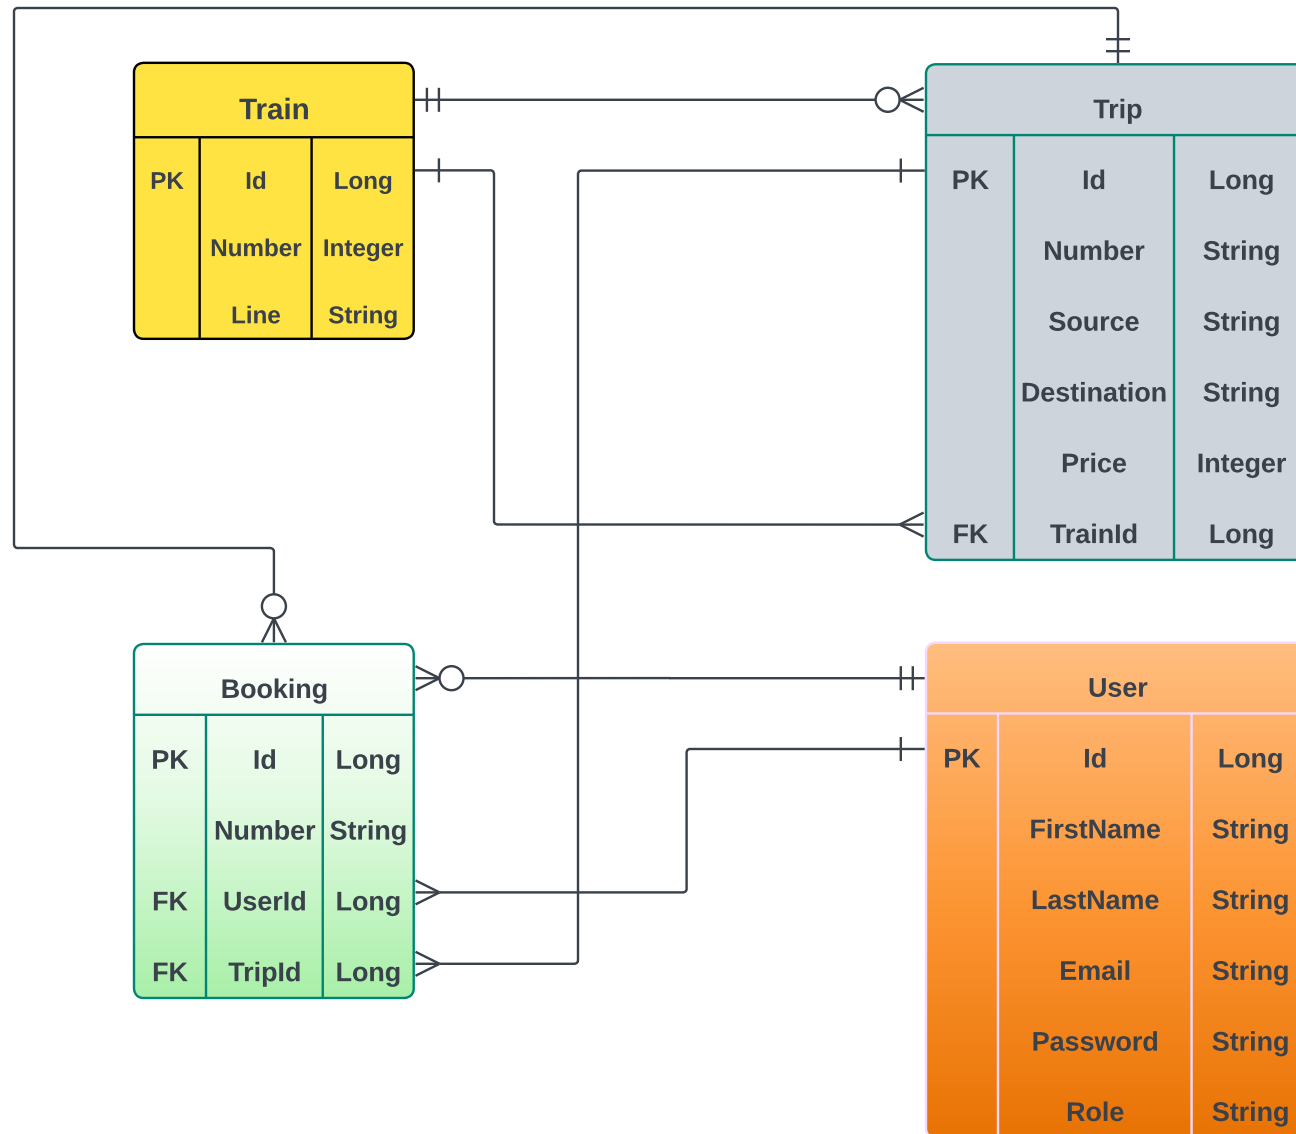 Train
PK Id Long
Number Integer
Line String
Trip
PK Id Long
Number String
Source String
Destination String
Price Integer
FK TrainId Long
Booking
PK Id Long
Number String
FK UserId Long
FK TripId Long
User
PK Id Long
FirstName String
LastName String
Email String
Password String
Role String